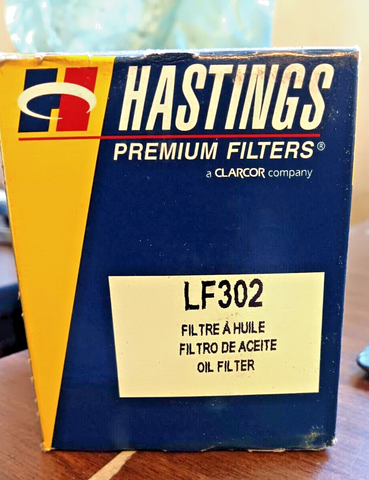 HASTINGS
PREMIUM FILTERS®
a CLARCOR company
LF302
FILTRE À HUILE
FILTRO DE ACEITE
OIL FILTER